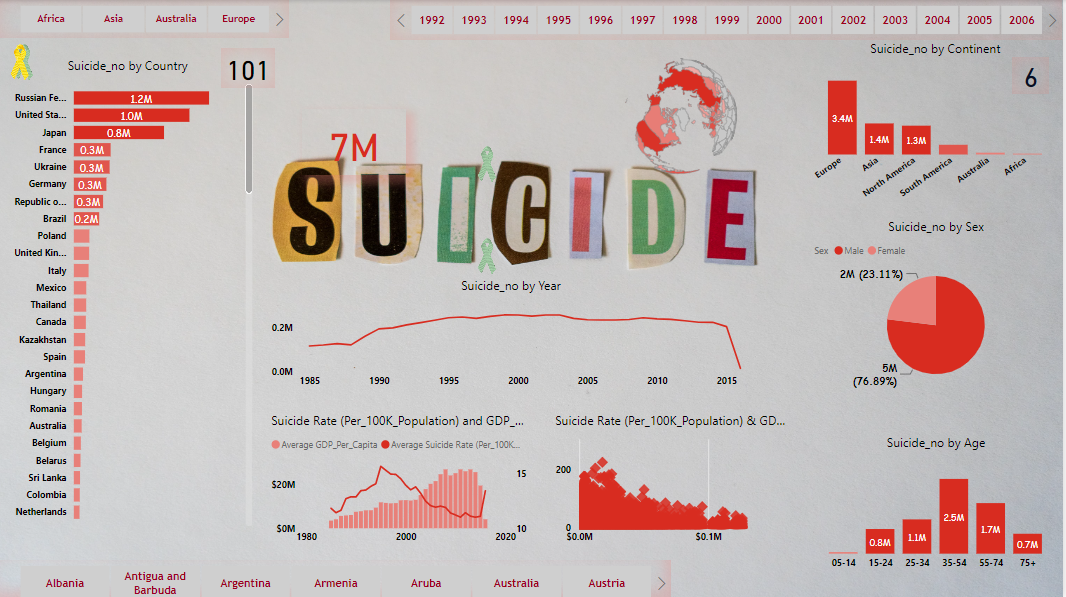 Africa Asia Australia Europe
1992 1993 1994 1995 1996 1997 1998 1999 2000 2001 2002 2003 2004 2005 2006
Suicide_no by Country
101
Russian Fe... 1.2M
United Sta... 1.0M
Japan 0.8M
France 0.3M
Ukraine 0.3M
Germany 0.3M
Republic o... 0.3M
Brazil 0.2M
Poland
United Kin...
Italy
Mexico
Thailand
Canada
Kazakhstan
Spain
Argentina
Hungary
Romania
Australia
Belgium
Belarus
Sri Lanka
Colombia
Netherlands
7M
SUICIDE
Suicide_no by Year
0.2M
0.0M
1985 1990 1995 2000 2005 2010 2015
Suicide Rate (Per_100K_Population) and GDP_...
Average GDP_Per_Capita Average Suicide Rate (Per_100K...
$20M 15
$0M 10
1980 2000 2020
Suicide Rate (Per_100K_Population) & GD...
200
0
$0.0M $0.1M
Suicide_no by Continent
6
3.4M 1.4M 1.3M
Europe Asia North America South America Australia Africa
Suicide_no by Sex
Sex Male Female
2M (23.11%)
5M
(76.89%)
Suicide_no by Age
0.8M 1.1M 2.5M 1.7M 0.7M
05-14 15-24 25-34 35-54 55-74 75+
Albania Antigua and Argentina Armenia Aruba Australia Austria
Barbuda